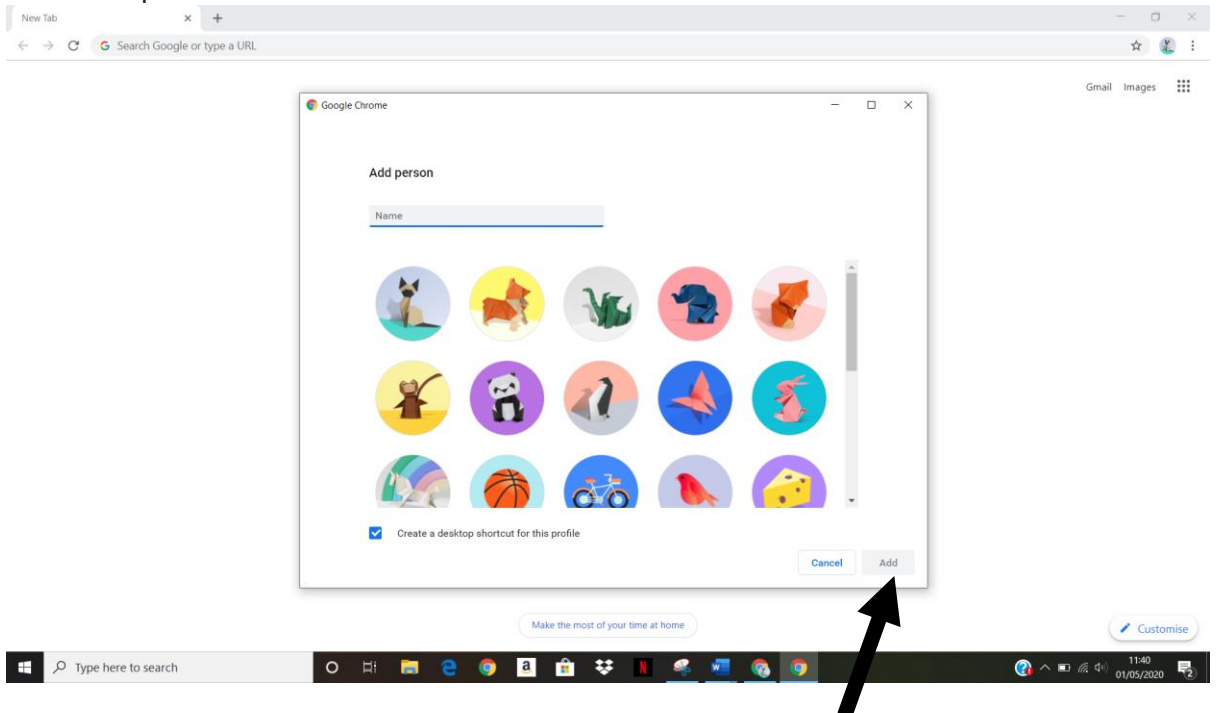 New Tab
Search Google or type a URL
Gmail Images
Google Chrome
Add person
Name
Create a desktop shortcut for this profile
Cancel Add
Make the most of your time at home
Customise
Type here to search
a
N
W
11:40
01/05/2020
2